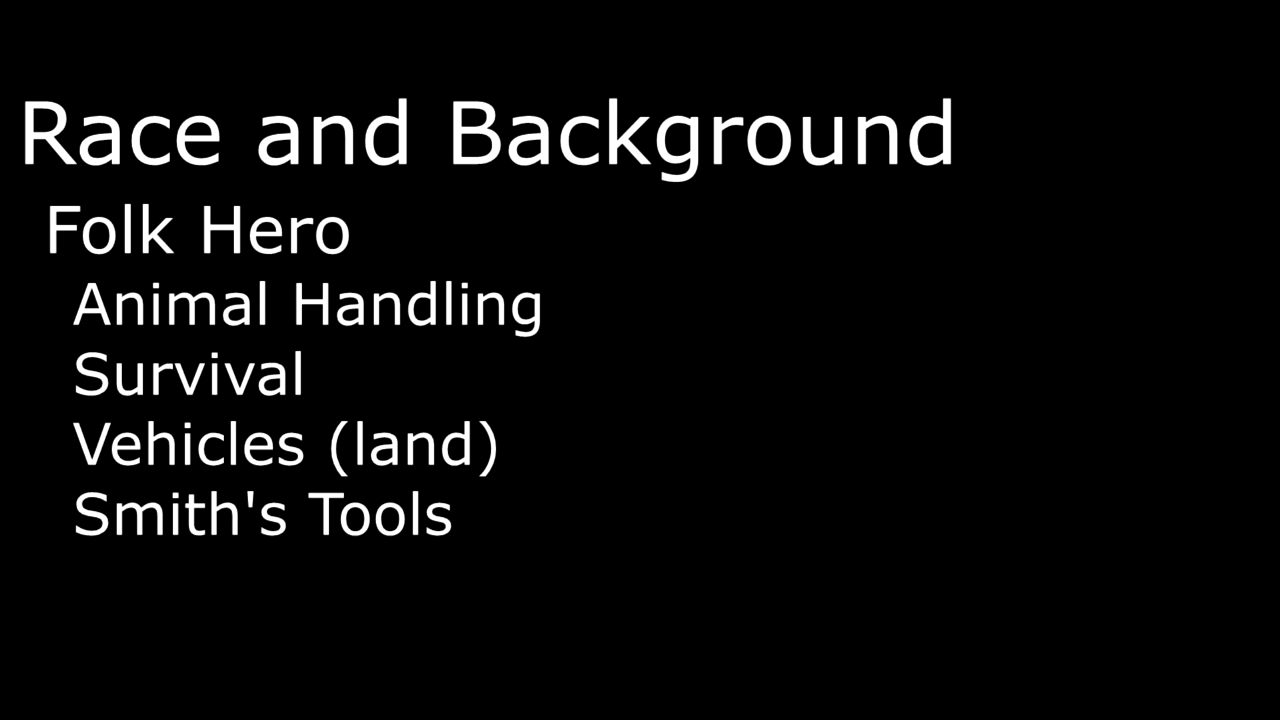 Race and Background
Folk Hero
Animal Handling
Survival
Vehicles (land)
Smith's Tools